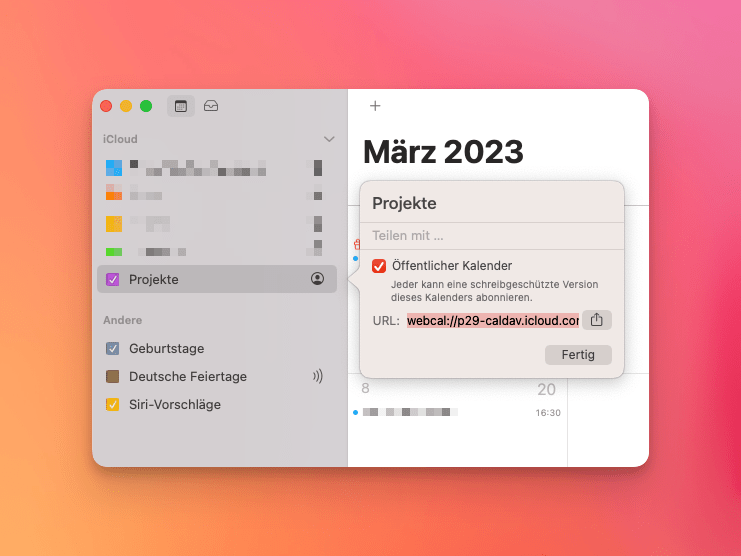 iCloud
Projekte
Andere
Geburtstage
Deutsche Feiertage
Siri-Vorschläge
März 2023
Projekte
Teilen mit ...
Öffentlicher Kalender
Jeder kann eine schreibgeschützte Version
dieses Kalenders abonnieren.
URL: webcal://p29-caldav.icloud.com
Fertig
8 20
16:30